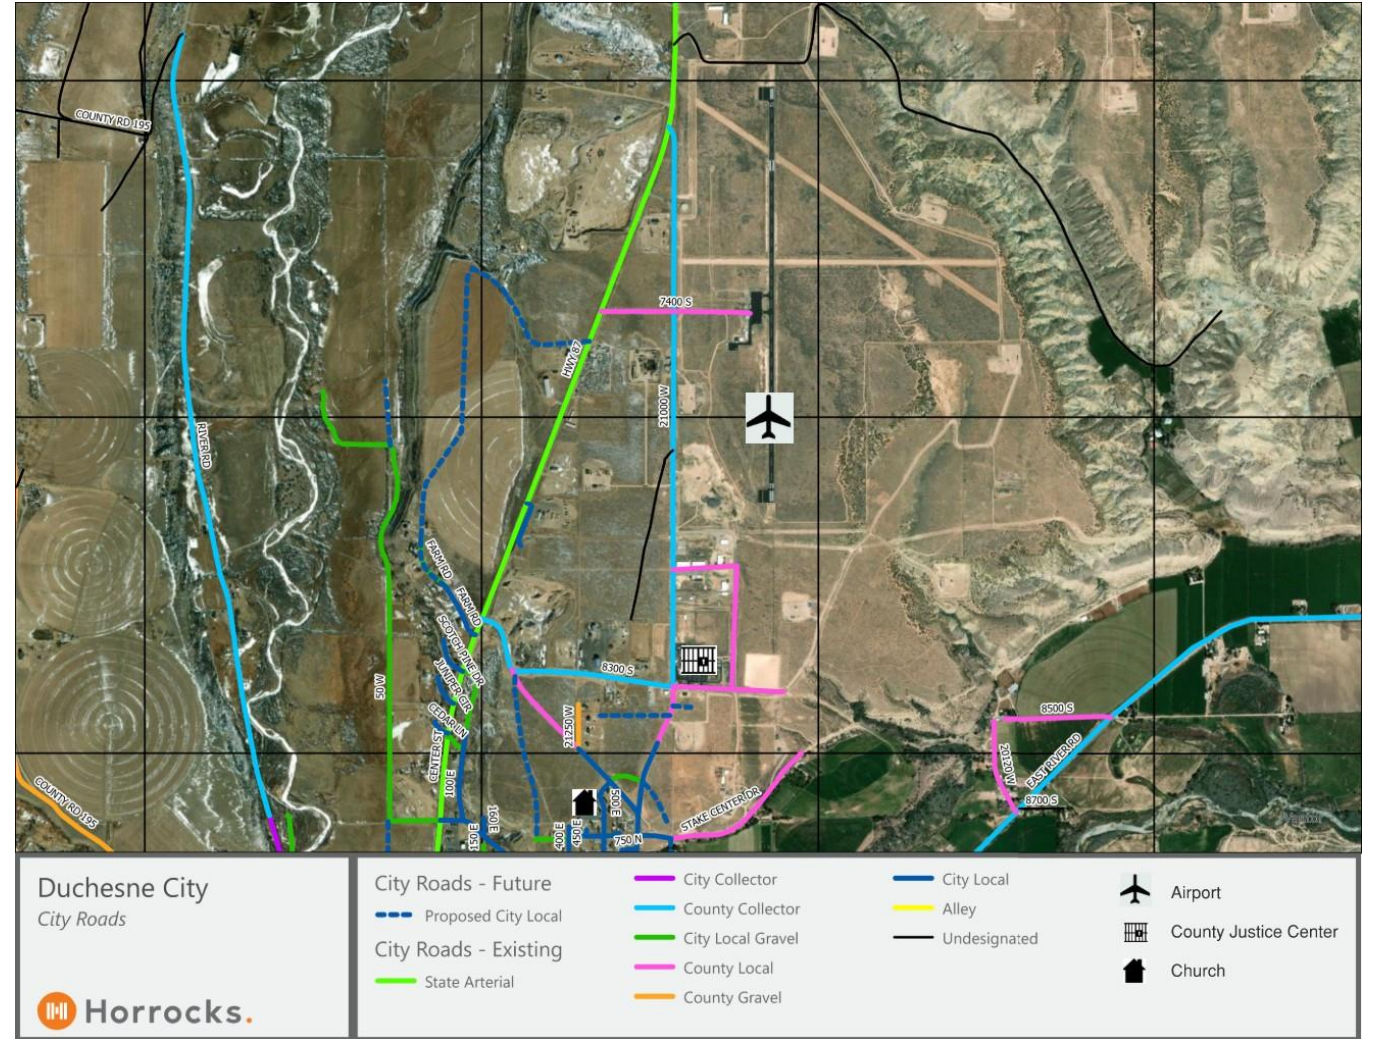 COUNTY RD 195
7400 S
HWY 87
21000 W
RIVER RD
FARM RD
FARM RD
SCOTCH PINE DR
JUNIPER CIR
CEDAR LN
8300 S
50 W
21250 W
CENTER ST
100 E
8500 S
20120 W
EAST RIVER RD
8700 S
COUNTY RD 195
STAKE CENTER DR
500 E
160 E
150 E
400 E
450 E
750 N
Duchesne City
City Roads
Horrocks.
City Roads - Future
Proposed City Local
City Roads - Existing
State Arterial
City Collector
County Collector
City Local Gravel
County Local
County Gravel
City Local
Alley
Undesignated
Airport
County Justice Center
Church